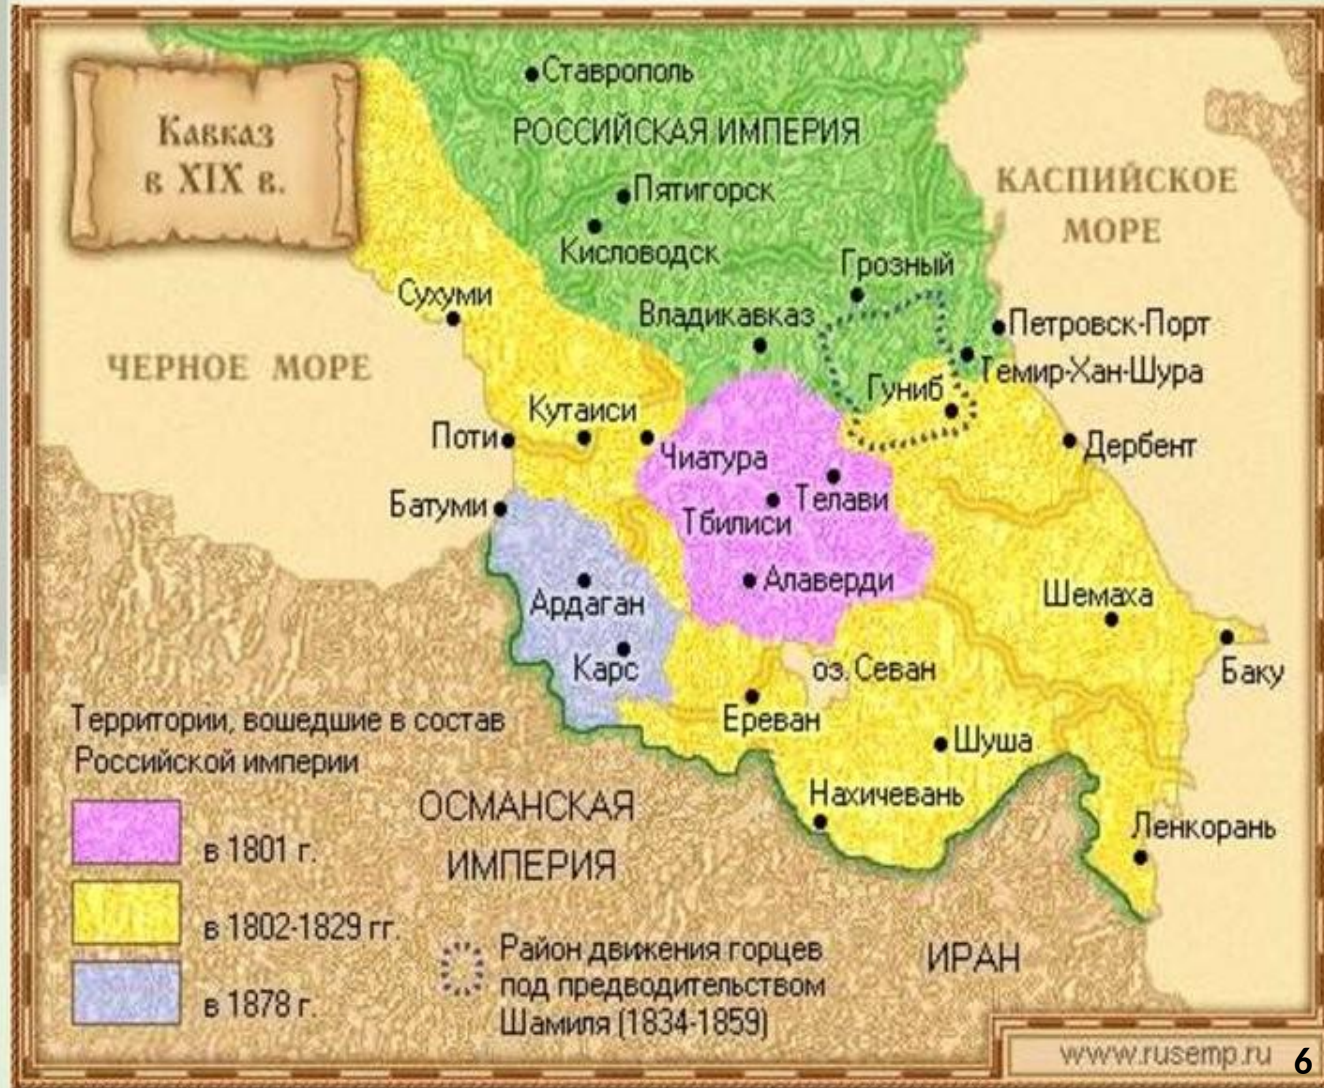 Кавказ
в XIX в.
Ставрополь
РОССИЙСКАЯ ИМПЕРИЯ
Пятигорск
Кисловодск
КАСПИЙСКОЕ
МОРЕ
Грозный
Сухуми
Владикавказ
Петровск-Порт
Темир-Хан-Шура
ЧЕРНОЕ МОРЕ
Гуниб
Кутаиси
Поти
Чиатура
Дербент
Батуми
Телави
Тбилиси
Алаверди
Ардаган
Шемаха
Карс
оз. Севан
Баку
Ереван
Шуша
Нахичевань
Ленкорань
Территории, вошедшие в состав
Российской империи
в 1801 г.
в 1802-1829 гг.
в 1878 г.
ОСМАНСКАЯ
ИМПЕРИЯ
Район движения горцев
под предводительством
Шамиля (1834-1859)
ИРАН
www.rusemp.ru
6